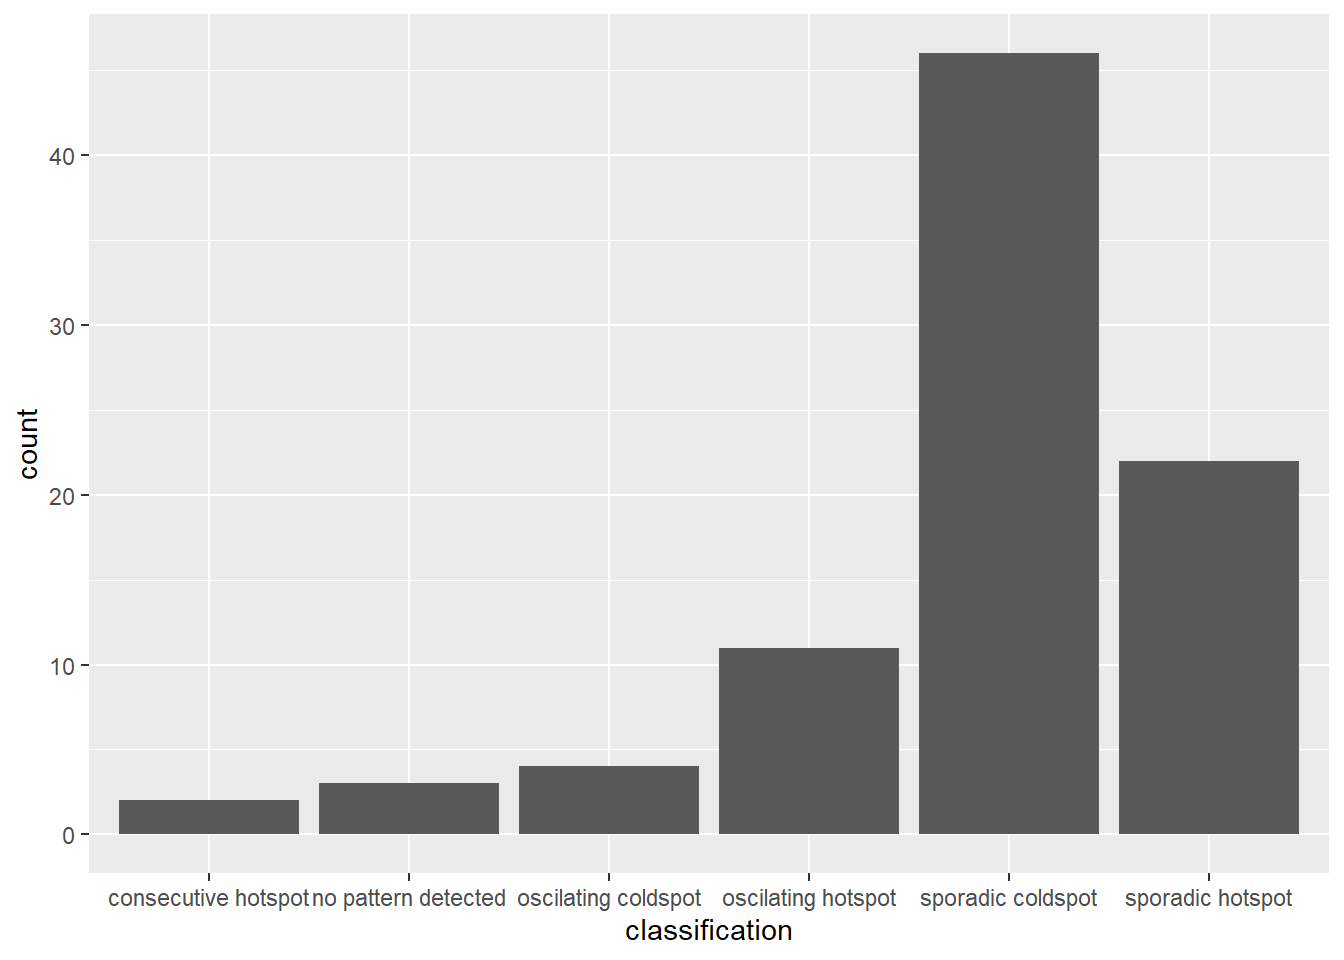 count
40
30
20
10
0
consecutive hotspot no pattern detected oscilating coldspot oscilating hotspot sporadic coldspot sporadic hotspot
classification